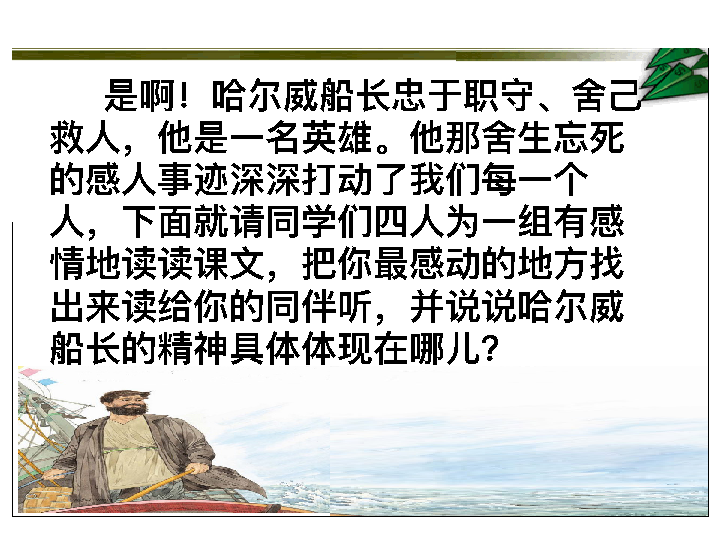 是啊！哈尔威船长忠于职守、舍己
救人，他是一名英雄。他那舍生忘死
的感人事迹深深打动了我们每一个
人，下面就请同学们四人为一组有感
情地读读课文，把你最感动的地方找
出来读给你的同伴听，并说说哈尔威
船长的精神具体体现在哪儿？